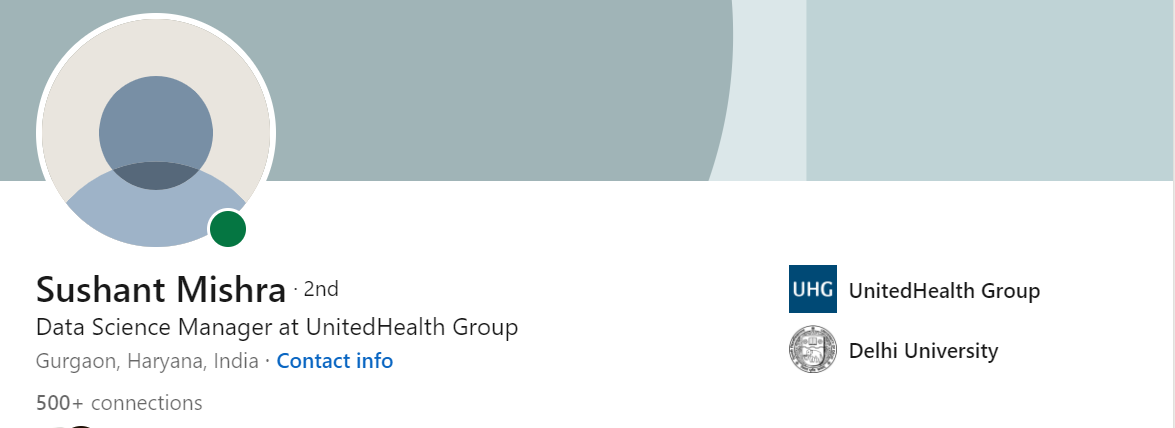 Sushant Mishra · 2nd
Data Science Manager at UnitedHealth Group
Gurgaon, Haryana, India · Contact info
500+ connections
UHG UnitedHealth Group
Delhi University